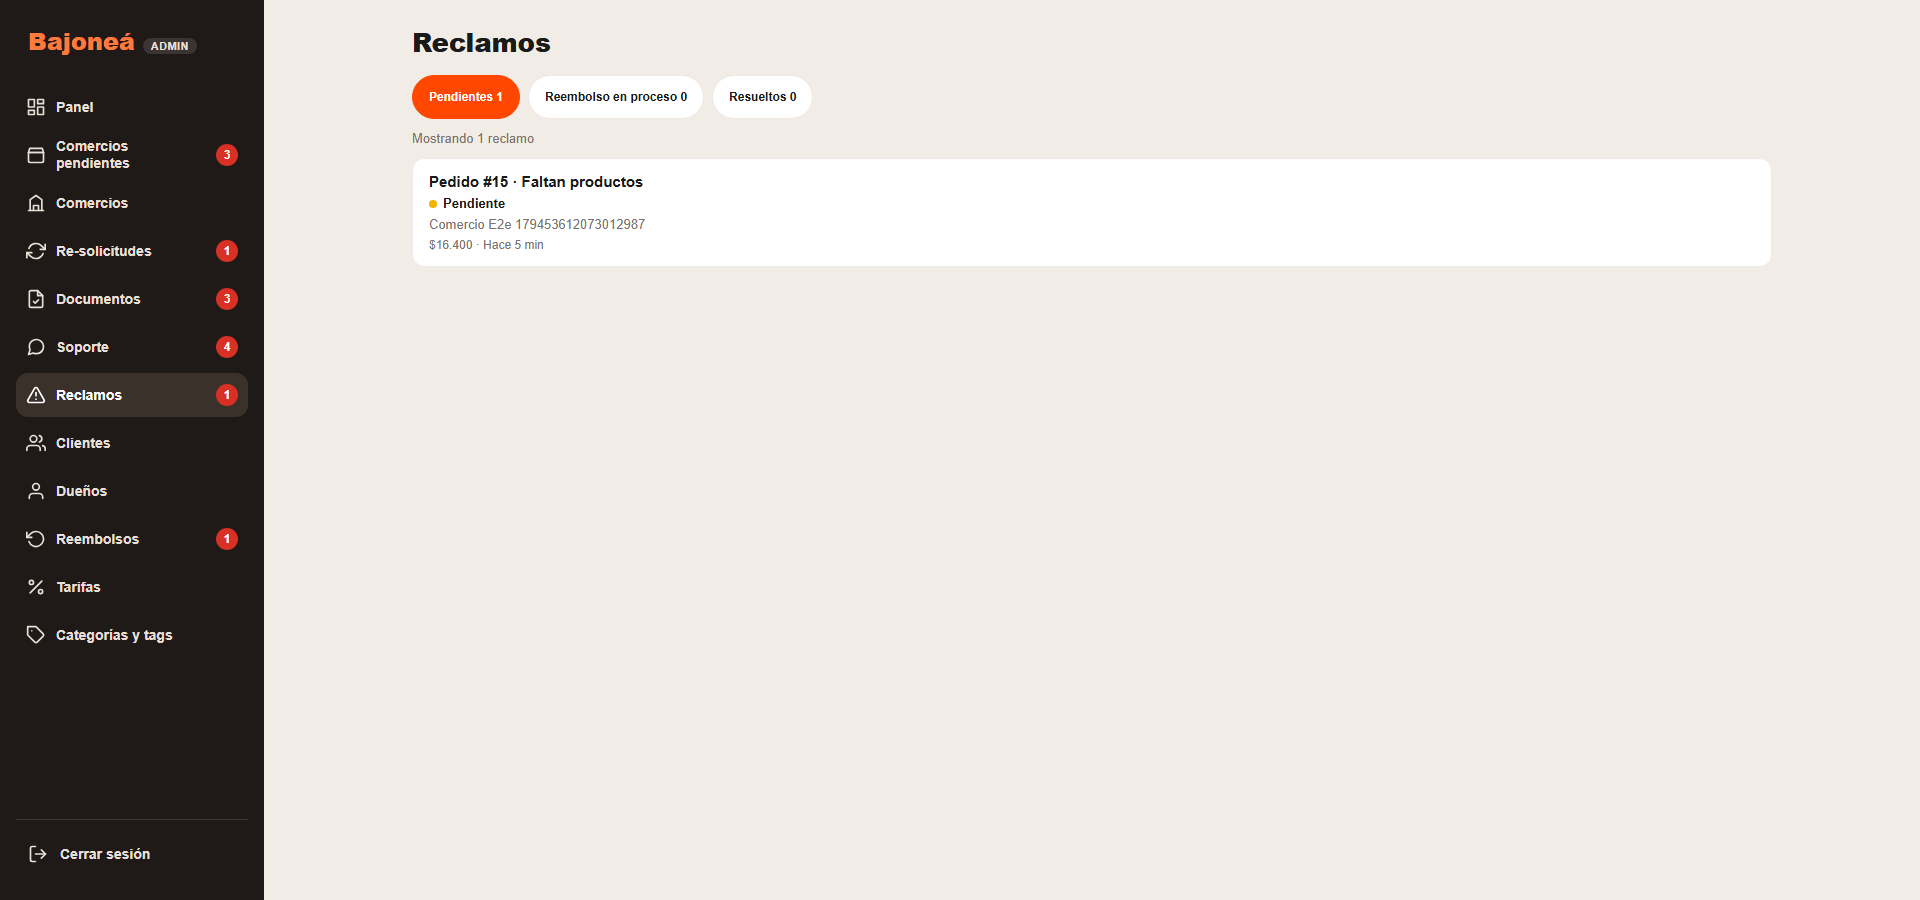 Bajoneá ADMIN
Panel
Comercios
pendientes
3
Comercios
Re-solicitudes 1
Documentos 3
Soporte 4
Reclamos 1
Clientes
Dueños
Reembolsos 1
Tarifas
Categorías y tags
Cerrar sesión
Reclamos
Pendientes 1
Reembolso en proceso 0
Resueltos 0
Mostrando 1 reclamo
Pedido #15 · Faltan productos
Pendiente
Comercio E2e 179453612073012987
$16.400 · Hace 5 min